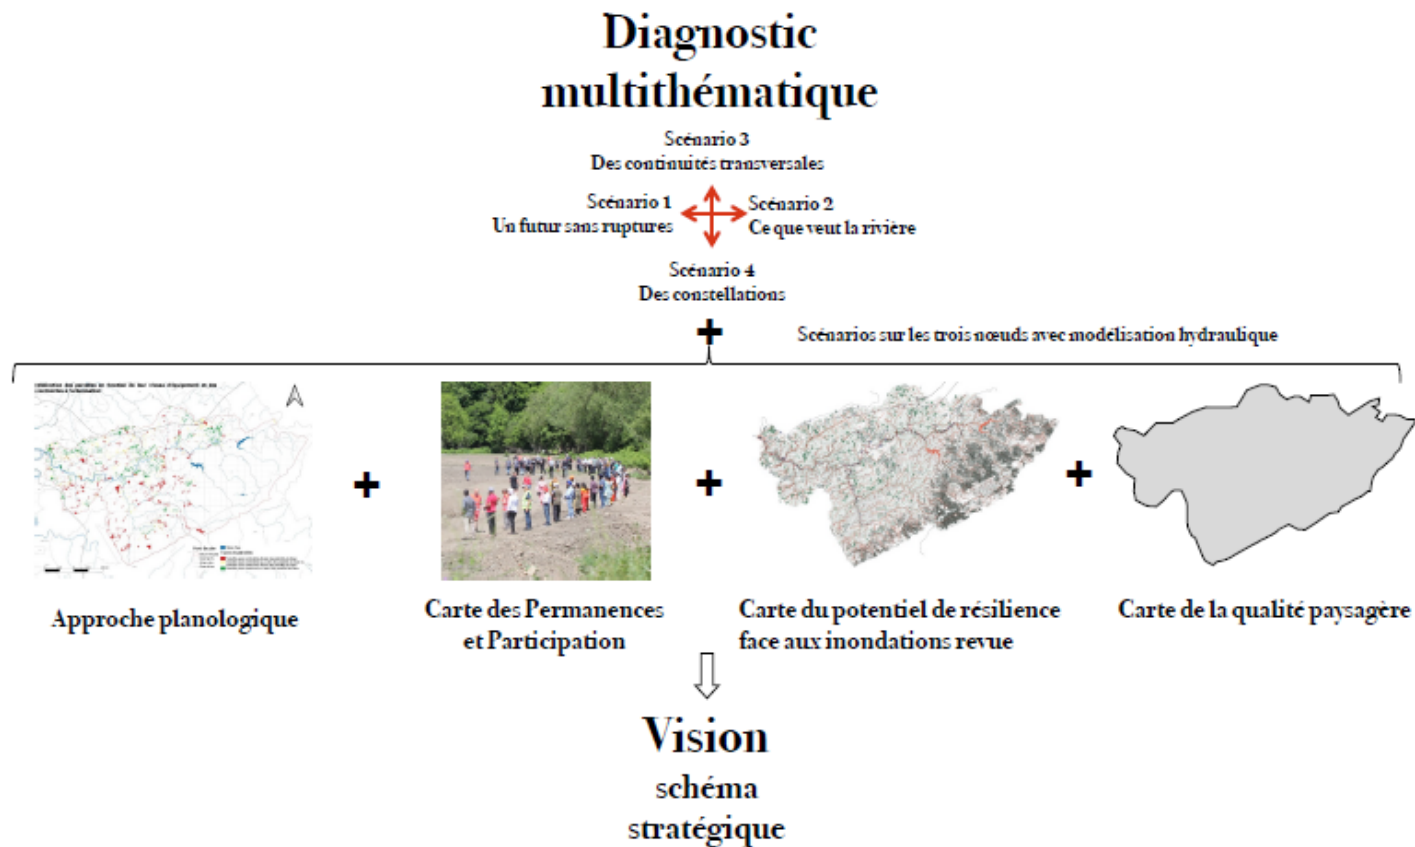 Diagnostic
multithématique
Scénario 3
Des continuités transversales
Scénario 1
Un futur sans ruptures
Scénario 2
Ce que veut la rivière
Scénario 4
Des constellations
+
Scénarios sur les trois nœuds avec modélisation hydraulique
+ + +
Approche planologique
Carte des Permanences
et Participation
Carte du potentiel de résilience
face aux inondations revue
Carte de la qualité paysagère
Vision
schéma
stratégique